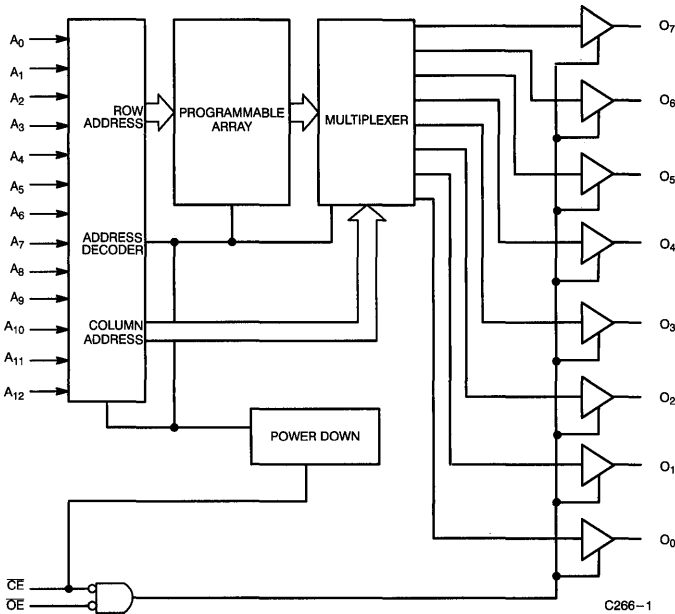 A0
A1
A2
A3
A4
A5
A6
A7
A8
A9
A10
A11
A12
ROW
ADDRESS
ADDRESS
DECODER
COLUMN
ADDRESS
PROGRAMMABLE
ARRAY
MULTIPLEXER
POWER DOWN
O7
O6
O5
O4
O3
O2
O1
O0
CE
OE
C266–1